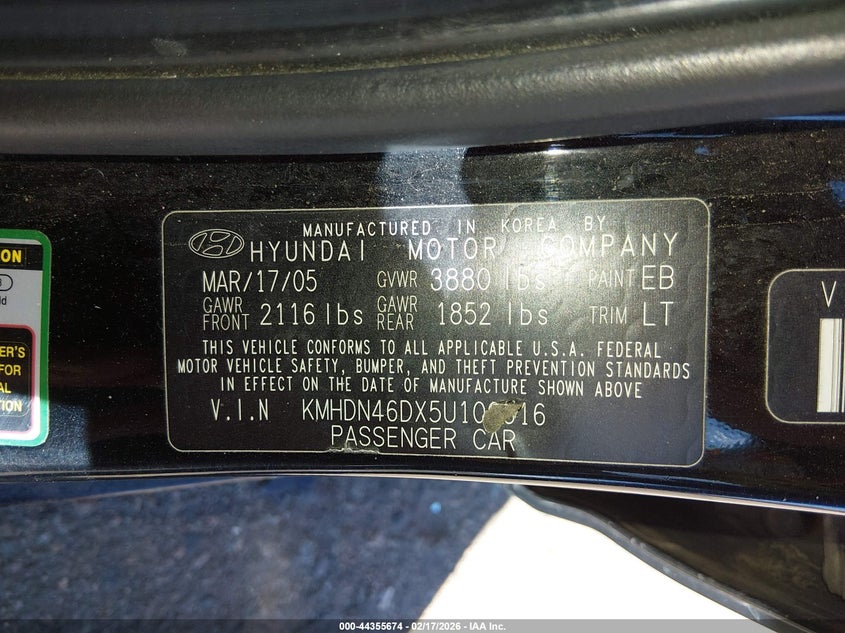 MANUFACTURED IN KOREA BY
HYUNDAI MOTOR COMPANY
MAR/17/05 GVWR 3880 lbs PAINT EB
GAWR FRONT 2116 lbs GAWR REAR 1852 lbs TRIM LT
THIS VEHICLE CONFORMS TO ALL APPLICABLE U.S.A. FEDERAL
MOTOR VEHICLE SAFETY, BUMPER, AND THEFT PREVENTION STANDARDS
IN EFFECT ON THE DATE OF MANUFACTURE SHOWN ABOVE
V.I.N
PASSENGER CAR
FOR
V
000-44355674 - 02/17/2026 - IAA Inc.